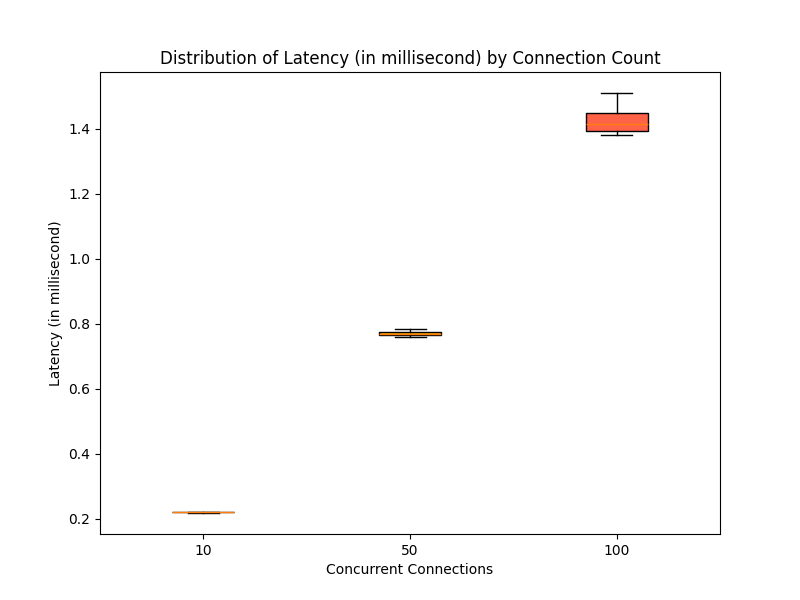 Distribution of Latency (in millisecond) by Connection Count
Latency (in millisecond)
1.4
1.2
1.0
0.8
0.6
0.4
0.2
10 50 100
Concurrent Connections